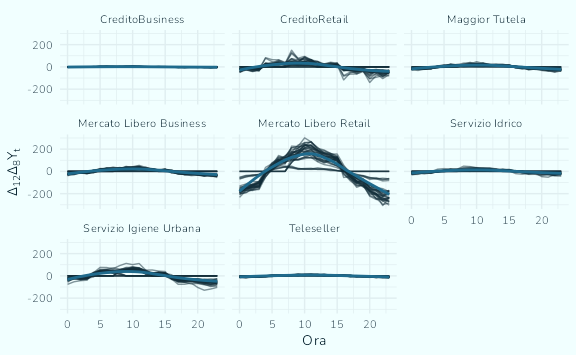 CreditoBusiness
CreditoRetail
Maggior Tutela
200
0
-200
Mercato Libero Business
Mercato Libero Retail
Servizio Idrico
200
0
-200
0 5 10 15 20
Servizio Igiene Urbana
Teleseller
200
0
-200
0 5 10 15 20
0 5 10 15 20
Ora
Δ₁₂Δ₈Yₜ